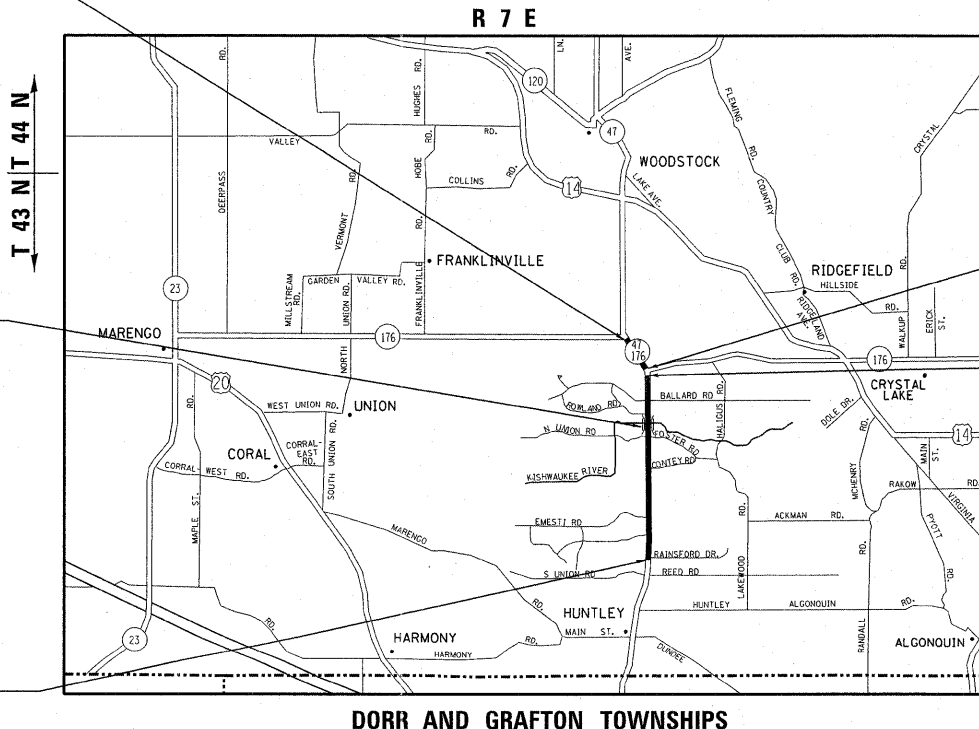 R 7 E
T 43 N T 44 N
RD.
HUGHES RD.
LN.
AVE.
120
47
FLEMING RD.
CRYSTAL
VALLEY RD.
WOODSTOCK
DEERPASS
VERMONT RD.
HOBE RD.
COLLINS RD.
14
LAKE AVE.
COUNTRY CLUB RD.
FRANKLINVILLE
RIDGEFIELD
HILLSIDE RD.
RIDGELAND AVE.
WALKUP RD.
ERICK ST.
23
MILLSTREAM RD.
GARDEN VALLEY RD.
NORTH UNION RD.
FRANKLINVILLE RD.
MARENGO
176
47
176
176
CRYSTAL LAKE
20
WEST UNION RD.
UNION
ROWLAND RD.
BALLARD RD
HALIGUS RD.
DOLE DR.
14
N UNION RD
FOSTER RD
CONTEY RD
CORAL
CORRAL-EAST RD.
SOUTH UNION RD.
CORRAL-WEST RD.
MAPLE ST.
RD.
KISHWAUKEE RIVER
MCHENRY RD.
MAIN ST.
RAKOW RD.
VIRGINIA
PYOTT RD.
MARENGO RD.
EMESTI RD
ACKMAN RD.
LAKEWOOD RD.
RAINSFORD DR.
S UNION RD
REED RD
HUNTLEY ALGONOUIN RD.
HUNTLEY
MAIN ST.
DUNDEE
RANDALL RD.
ALGONOUIN
23
RD.
HARMONY
HARMONY RD.
DORR AND GRAFTON TOWNSHIPS